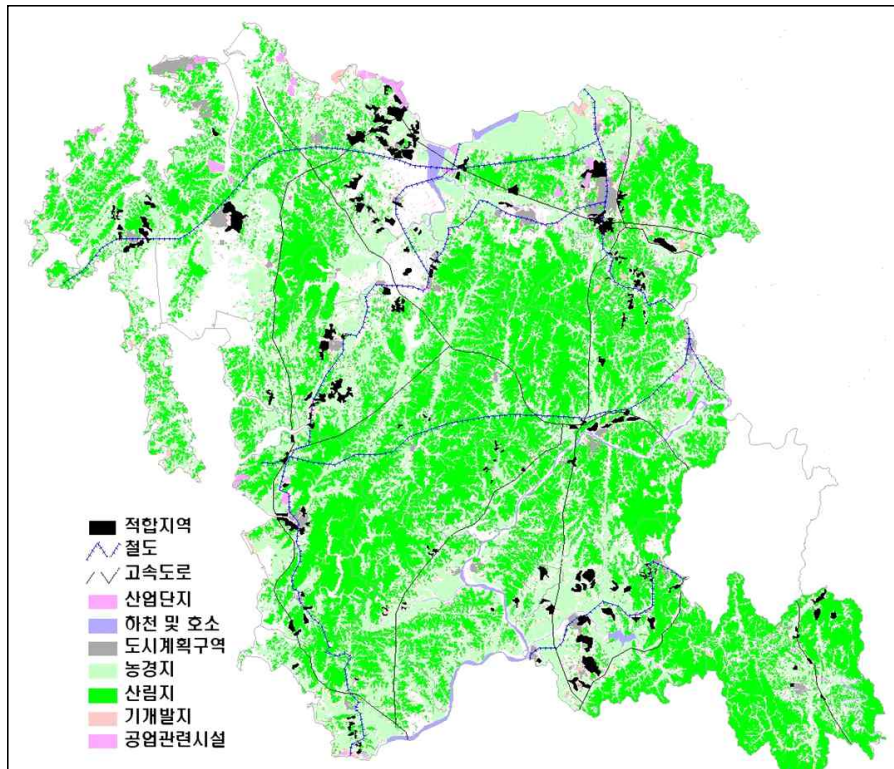 적합지역
철도
고속도로
산업단지
하천 및 호소
도시계획구역
농경지
산림지
기개발지
공업관련시설